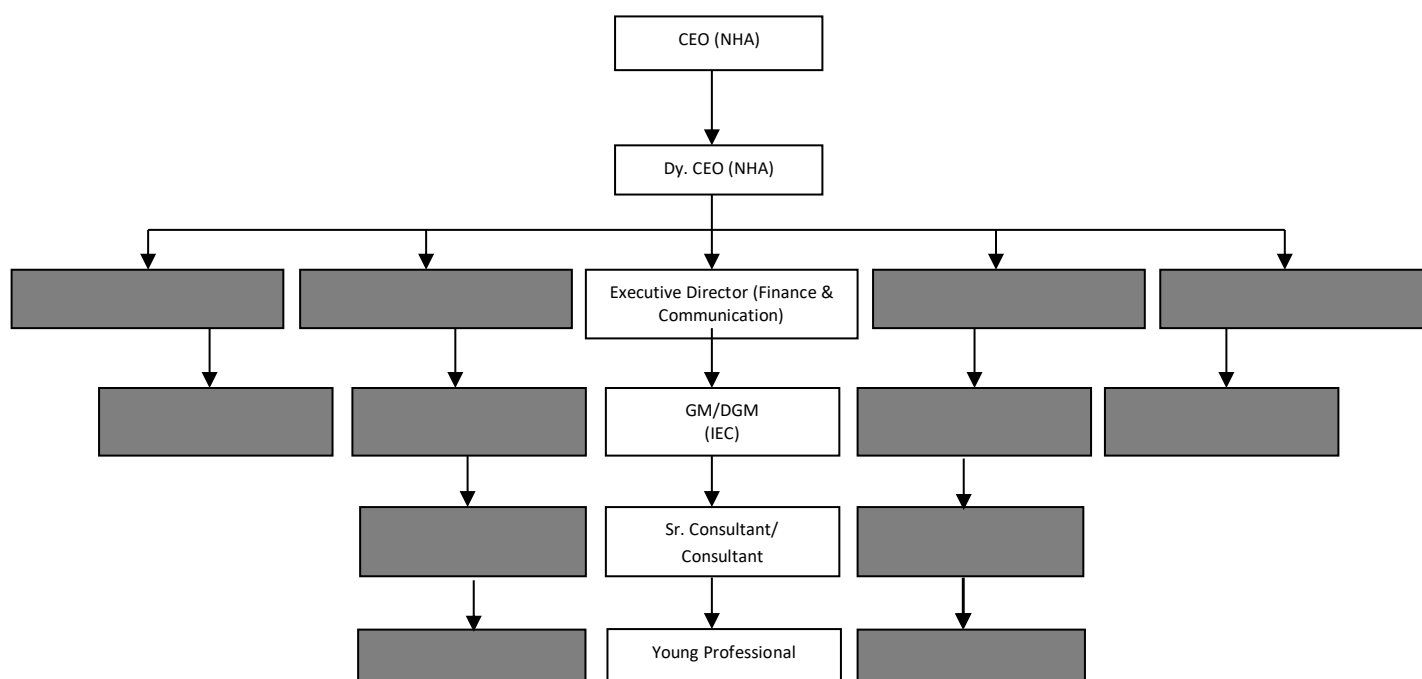 CEO (NHA)
Dy. CEO (NHA)
Executive Director (Finance &
Communication)
GM/DGM
(IEC)
Sr. Consultant/
Consultant
Young Professional